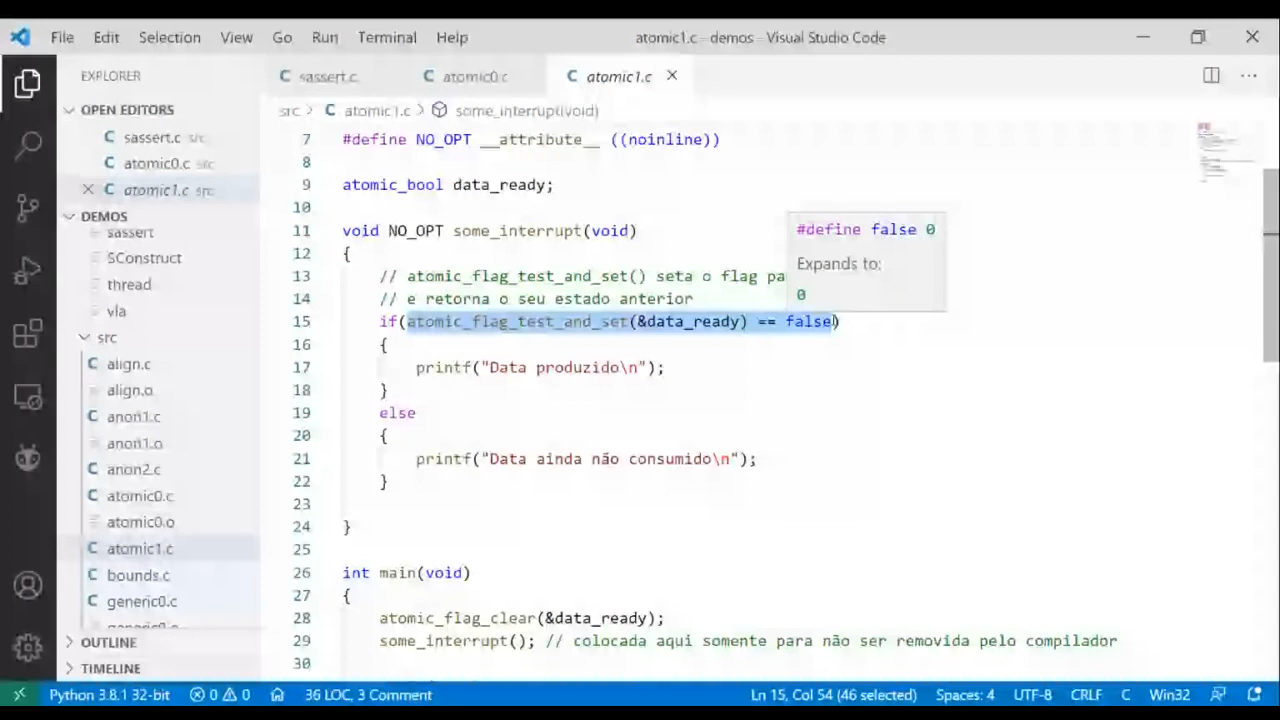 File Edit Selection View Go Run Terminal Help
atomic1.c - demos - Visual Studio Code
EXPLORER
OPEN EDITORS
sassert.c src
atomic0.c src
atomic1.c src
DEMOS
sassert
SConstruct
thread
vla
src
align.c
align.o
anon1.c
anon1.o
anon2.c
atomic0.c
atomic0.o
atomic1.c
bounds.c
generic0.c
OUTLINE
TIMELINE
sassert.c atomic0.c atomic1.c
src > atomic1.c > some_interrupt(void)
7 #define NO_OPT __attribute__ ((noinline))
8
9 atomic_bool data_ready;
10
11 void NO_OPT some_interrupt(void)
12 {
13 // atomic_flag_test_and_set() seta o flag pa
14 // e retorna o seu estado anterior
15 if(atomic_flag_test_and_set(&data_ready) == false)
16 {
17 printf("Data produzido\n");
18 }
19 else
20 {
21 printf("Data ainda não consumido\n");
22 }
23
24 }
25
26 int main(void)
27 {
28 atomic_flag_clear(&data_ready);
29 some_interrupt(); // colocada aqui somente para não ser removida pelo compilador
30
#define false 0
Expands to:
0
Python 3.8.1 32-bit 0 0 36 LOC, 3 Comment Ln 15, Col 54 (46 selected) Spaces: 4 UTF-8 CRLF C Win32